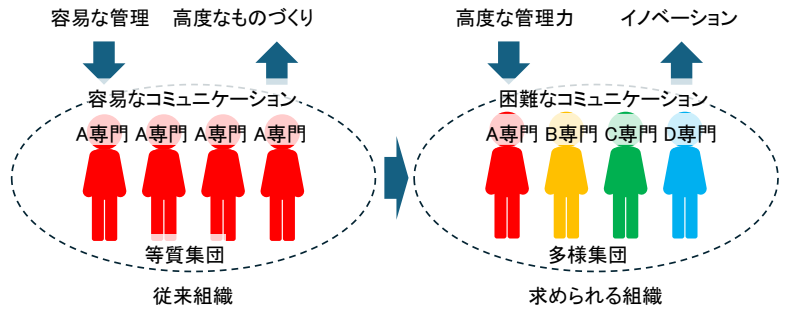 容易な管理
高度なものづくり
容易なコミュニケーション
A専門 A専門 A専門 A専門
等質集団
従来組織
高度な管理力
イノベーション
困難なコミュニケーション
A専門 B専門 C専門 D専門
多様集団
求められる組織